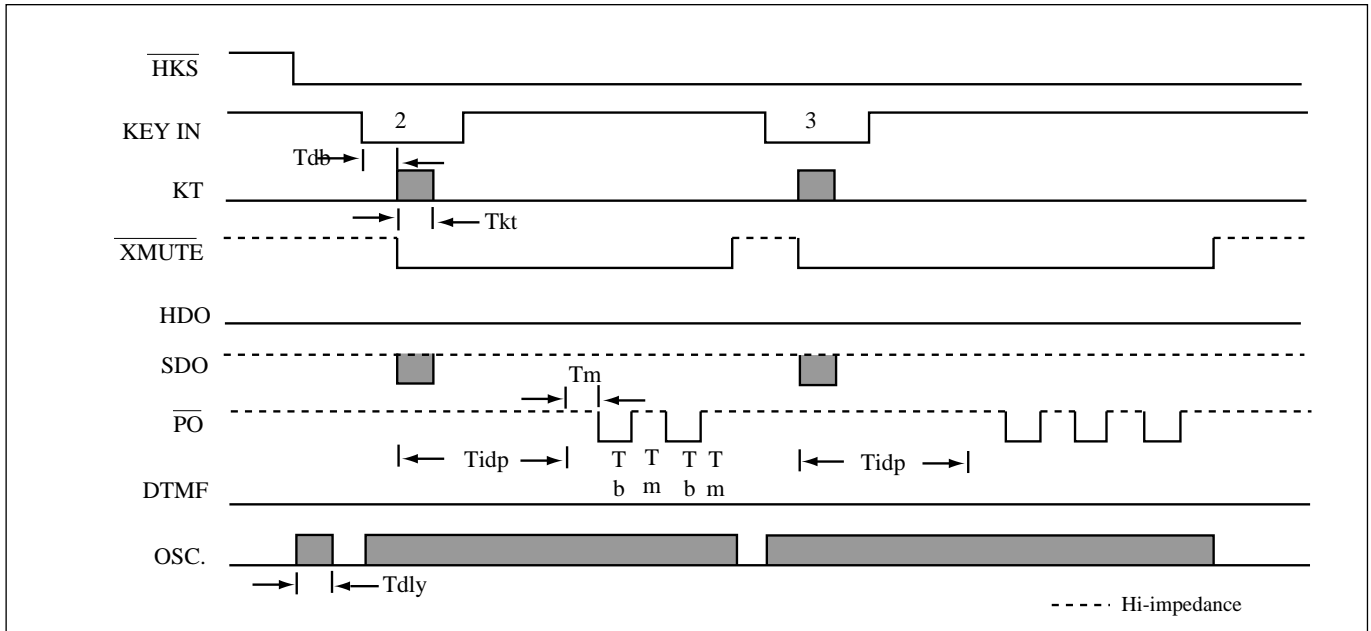 HKS
KEY IN
2
3
Tdb
KT
Tkt
XMUTE
HDO
SDO
Tm
PO
Tidp
T
b
T
m
T
b
T
m
Tidp
DTMF
OSC.
Tdly
Hi-impedance